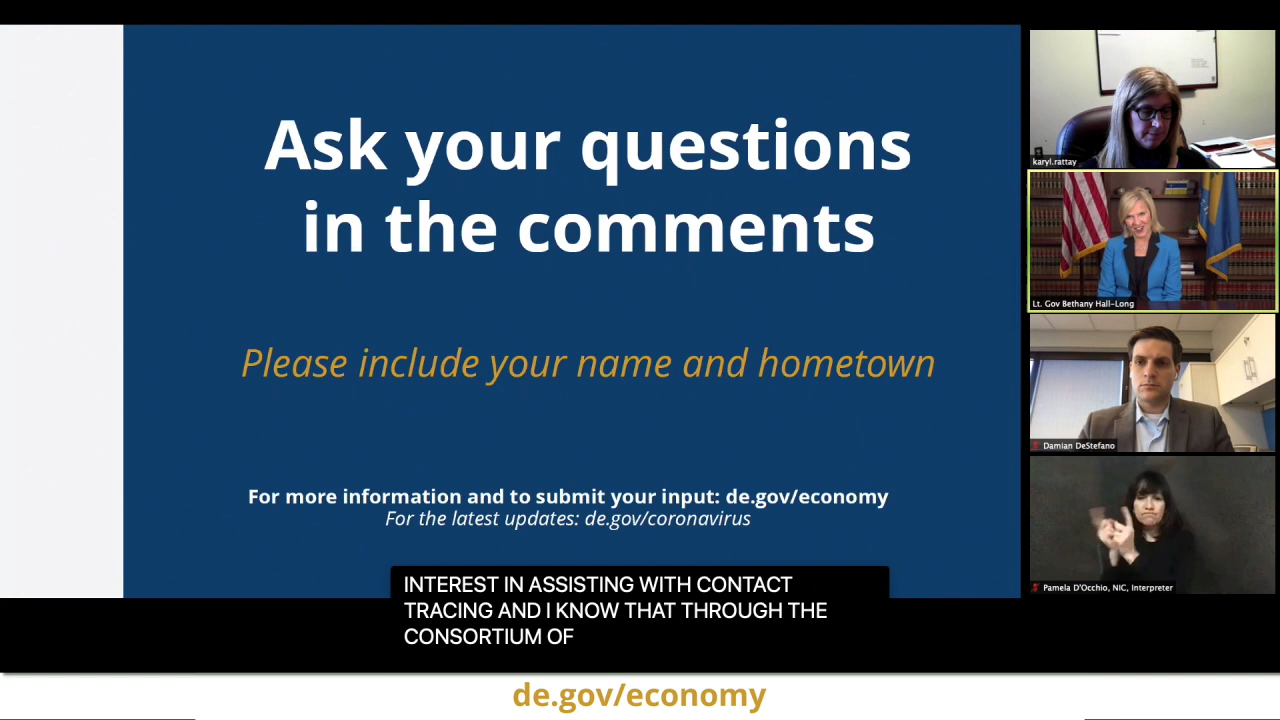 Ask your questions
in the comments
Please include your name and hometown
For more information and to submit your input: de.gov/economy
For the latest updates: de.gov/coronavirus
INTEREST IN ASSISTING WITH CONTACT
TRACING AND I KNOW THAT THROUGH THE
CONSORTIUM OF
de.gov/economy
karyl.rattay
Lt. Gov Bethany Hall-Long
Damian DeStefano
Pamela D'Occhio, NIC, Interpreter